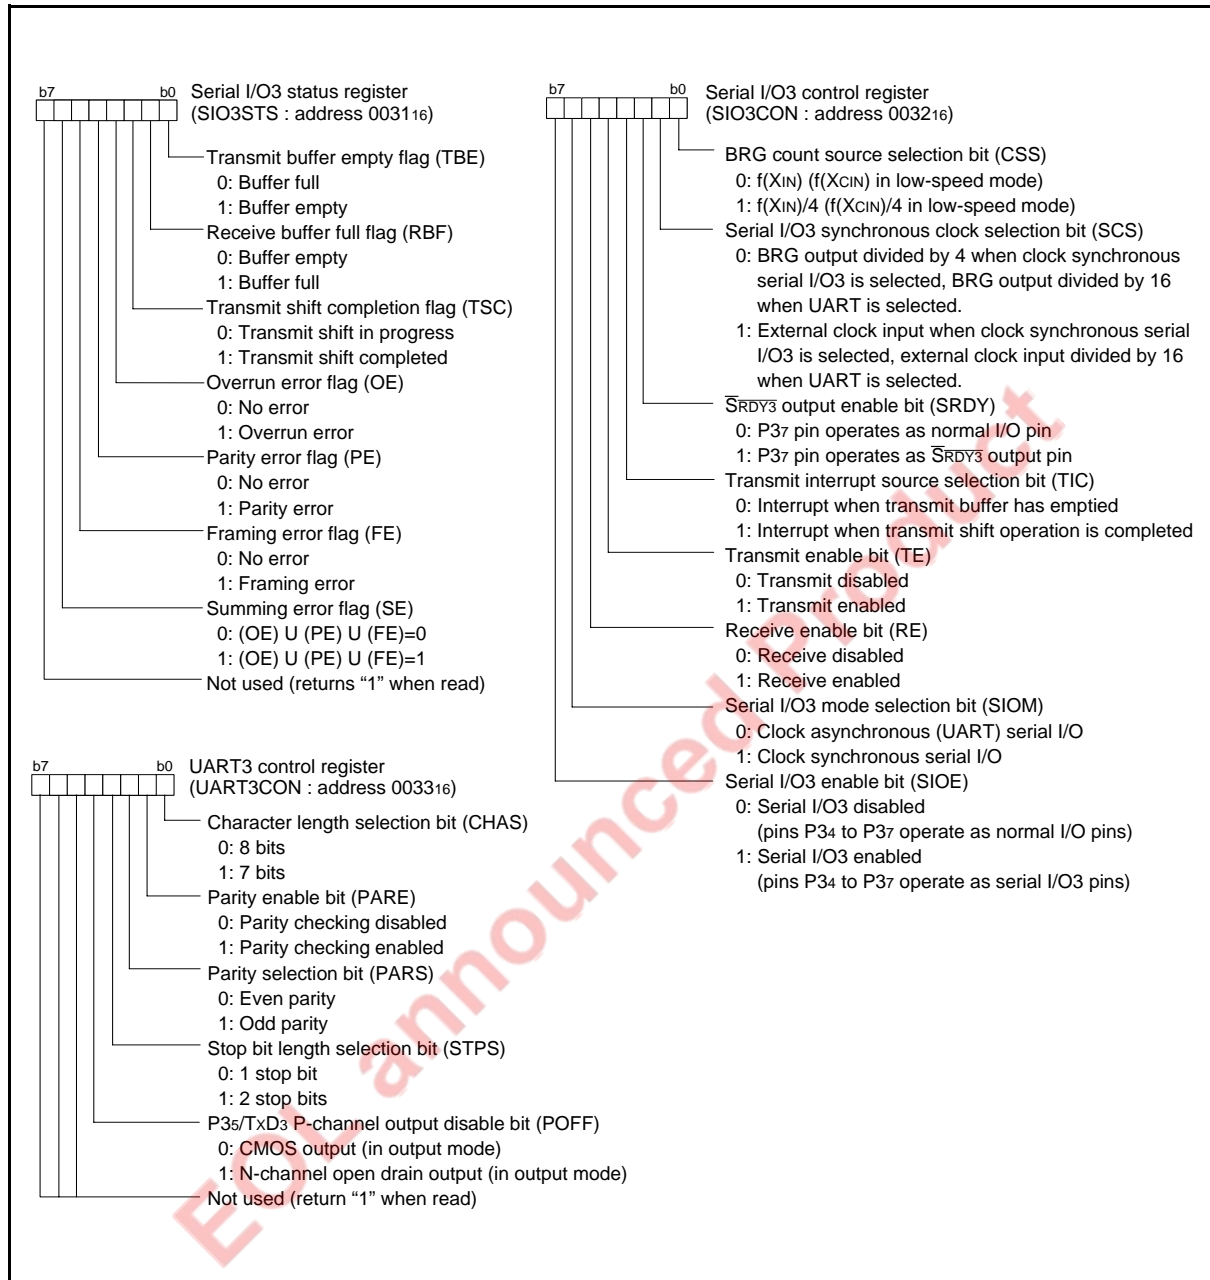 b7 b0 Serial I/O3 status register
(SIO3STS : address 003116)
Transmit buffer empty flag (TBE)
0: Buffer full
1: Buffer empty
Receive buffer full flag (RBF)
0: Buffer empty
1: Buffer full
Transmit shift completion flag (TSC)
0: Transmit shift in progress
1: Transmit shift completed
Overrun error flag (OE)
0: No error
1: Overrun error
Parity error flag (PE)
0: No error
1: Parity error
Framing error flag (FE)
0: No error
1: Framing error
Summing error flag (SE)
0: (OE) U (PE) U (FE)=0
1: (OE) U (PE) U (FE)=1
Not used (returns “1” when read)
b7 b0 UART3 control register
(UART3CON : address 003316)
Character length selection bit (CHAS)
0: 8 bits
1: 7 bits
Parity enable bit (PARE)
0: Parity checking disabled
1: Parity checking enabled
Parity selection bit (PARS)
0: Even parity
1: Odd parity
Stop bit length selection bit (STPS)
0: 1 stop bit
1: 2 stop bits
P35/TXD3 P-channel output disable bit (POFF)
0: CMOS output (in output mode)
1: N-channel open drain output (in output mode)
Not used (return “1” when read)
b7 b0 Serial I/O3 control register
(SIO3CON : address 003216)
BRG count source selection bit (CSS)
0: f(XIN) (f(XCIN) in low-speed mode)
1: f(XIN)/4 (f(XCIN)/4 in low-speed mode)
Serial I/O3 synchronous clock selection bit (SCS)
0: BRG output divided by 4 when clock synchronous
serial I/O3 is selected, BRG output divided by 16
when UART is selected.
1: External clock input when clock synchronous serial
I/O3 is selected, external clock input divided by 16
when UART is selected.
SRDY3 output enable bit (SRDY)
0: P37 pin operates as normal I/O pin
1: P37 pin operates as SRDY3 output pin
Transmit interrupt source selection bit (TIC)
0: Interrupt when transmit buffer has emptied
1: Interrupt when transmit shift operation is completed
Transmit enable bit (TE)
0: Transmit disabled
1: Transmit enabled
Receive enable bit (RE)
0: Receive disabled
1: Receive enabled
Serial I/O3 mode selection bit (SIOM)
0: Clock asynchronous (UART) serial I/O
1: Clock synchronous serial I/O
Serial I/O3 enable bit (SIOE)
0: Serial I/O3 disabled
(pins P34 to P37 operate as normal I/O pins)
1: Serial I/O3 enabled
(pins P34 to P37 operate as serial I/O3 pins)
EOL announced Product